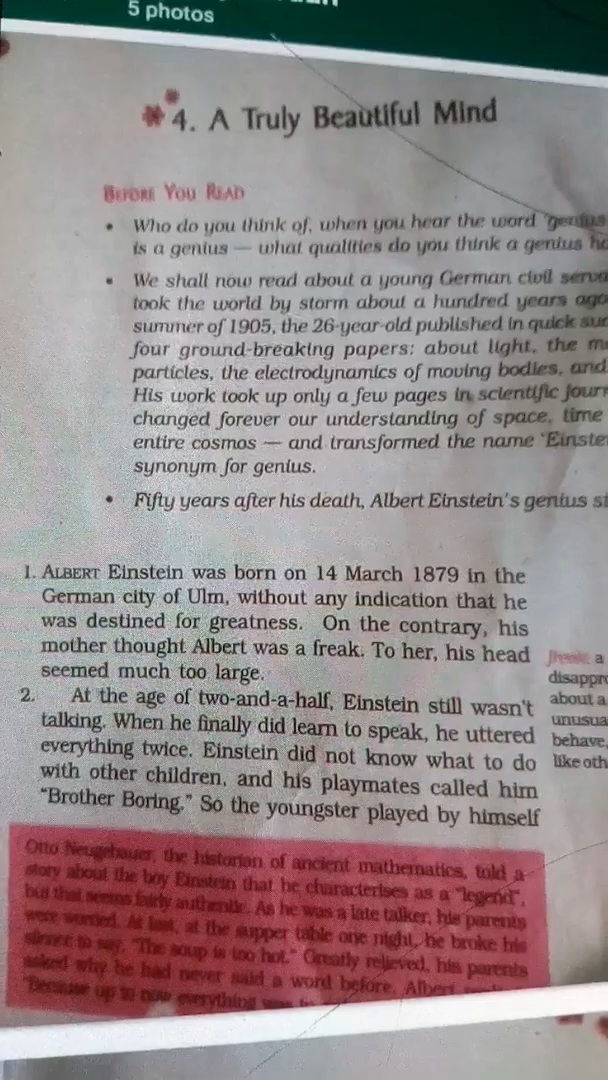 5 photos
4. A Truly Beautiful Mind
BEFORE YOU READ
• Who do you think of, when you hear the word 'genius
is a genius — what qualities do you think a genius
• We shall now read about a young German civil
took the world by storm about a hundred years ago
summer of 1905, the 26-year-old published in quick
four ground-breaking papers: about light, the
particles, the electrodynamics of moving bodies, and
His work took up only a few pages in scientific
changed forever our understanding of space, time
entire cosmos — and transformed the name
synonym for genius.
• Fifty years after his death, Albert Einstein's genius
1. ALBERT Einstein was born on 14 March 1879 in the
German city of Ulm, without any indication that he
was destined for greatness. On the contrary, his
mother thought Albert was a freak. To her, his head
seemed much too large.
freak: a
disappr
about a
unusua
behave,
like oth
2. At the age of two-and-a-half, Einstein still wasn't
talking. When he finally did learn to speak, he uttered
everything twice. Einstein did not know what to do
with other children, and his playmates called him
"Brother Boring." So the youngster played by himself
Otto Neugebauer, the historian of ancient mathematics, told a
story about the boy Einstein that he characterises as a "legend",
but that seems fairly authentic. As he was a late talker, his parents
were worried. At last, at the supper table one night, he broke his
silence to say, "The soup is too hot." Greatly relieved, his parents
asked why he had never said a word before. Albert
"Because up to now everything was